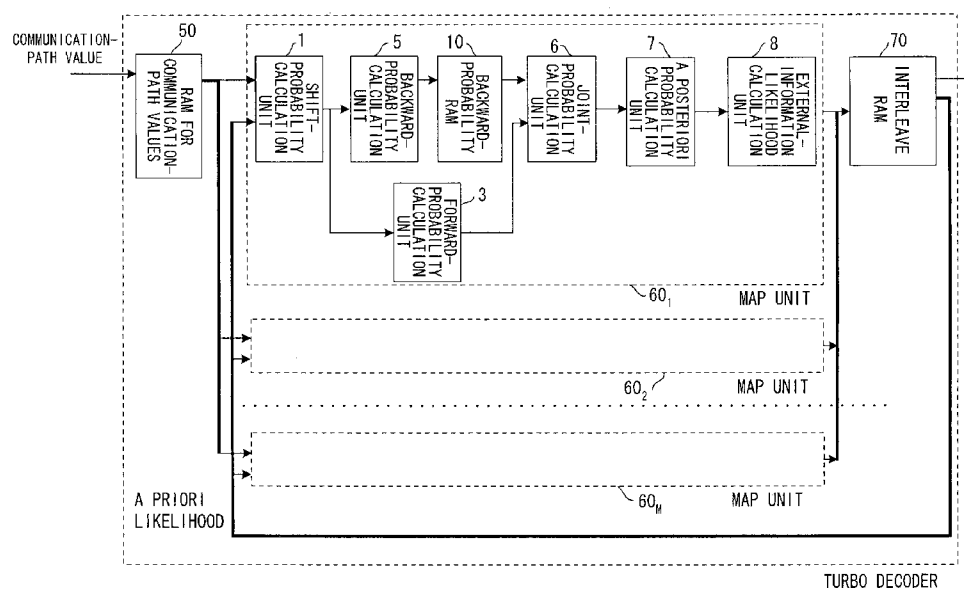 COMMUNICATION-
PATH VALUE
50
RAM FOR
COMMUNICATION-
PATH VALUES
1
SHIFT-
PROBABILITY
CALCULATION
UNIT
5
BACKWARD-
PROBABILITY
CALCULATION
UNIT
10
BACKWARD-
PROBABILITY
RAM
6
JOINT-
PROBABILITY
CALCULATION
UNIT
7
A POSTERIORI
PROBABILITY
CALCULATION
UNIT
8
EXTERNAL-
INFORMATION
LIKELIHOOD
CALCULATION
UNIT
70
INTERLEAVE
RAM
3
FORWARD-
PROBABILITY
CALCULATION
UNIT
60₁
MAP UNIT
60₂
MAP UNIT
60M
MAP UNIT
A PRIORI
LIKELIHOOD
TURBO DECODER